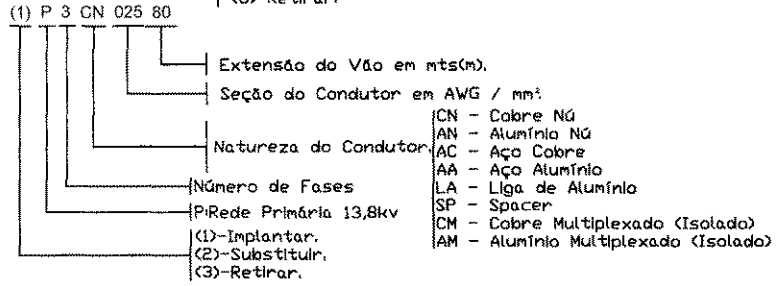 (3) Retirar.
(1) P 3 CN 025 80
Extensão do Vão em mts(m).
Seção do Condutor em AWG / mm².
Natureza do Condutor.
CN - Cobre Nú
AN - Alumínio Nú
AC - Aço Cobre
AA - Aço Alumínio
LA - Liga de Alumínio
SP - Spacer
CM - Cobre Multiplexado (Isolado)
AM - Alumínio Multiplexado (Isolado)
Número de Fases
P:Rede Primária 13,8kv
(1)-Implantar.
(2)-Substituir.
(3)-Retirar.